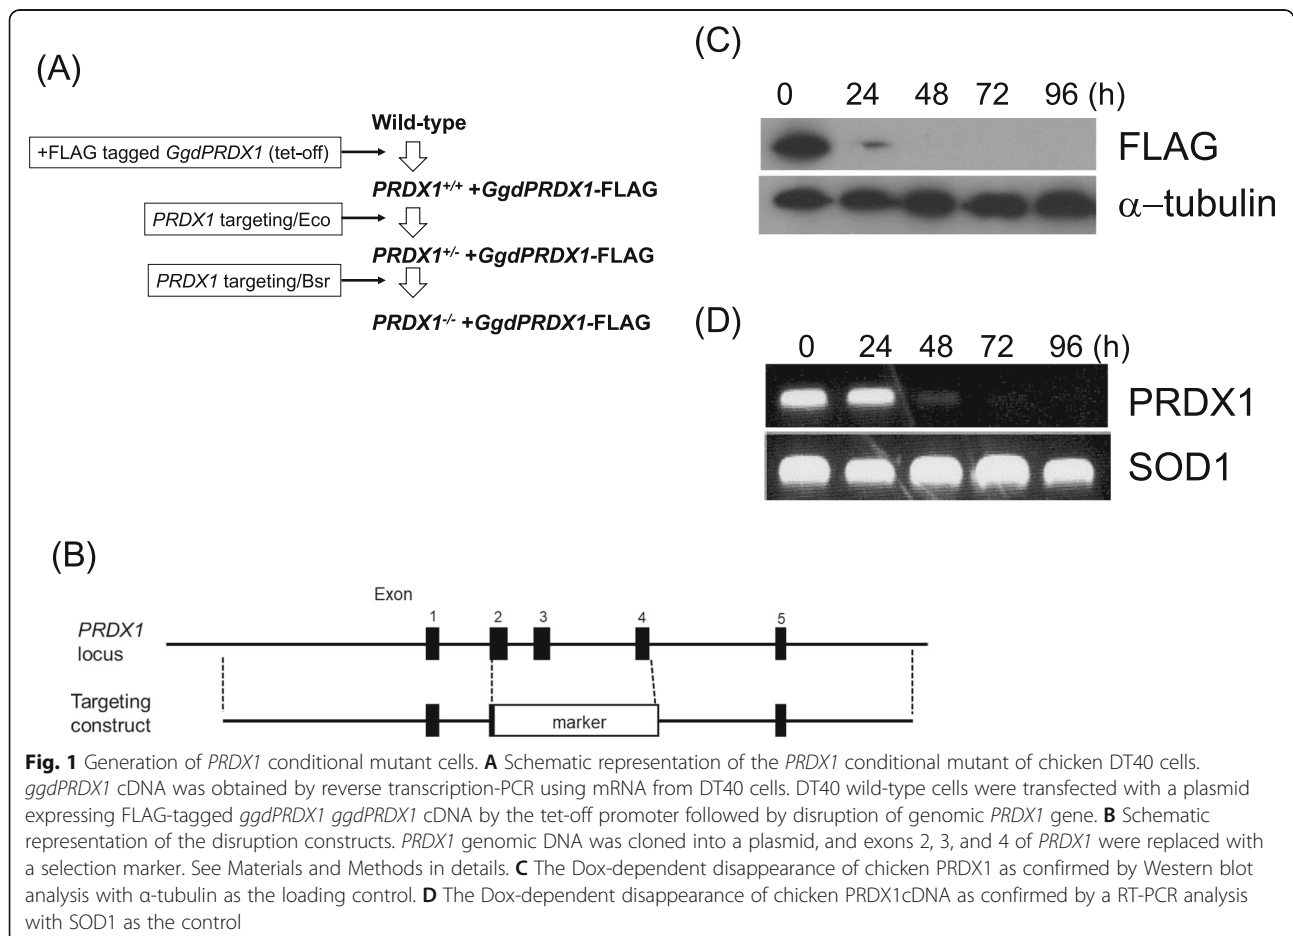 (A)
Wild-type
+FLAG tagged GgdPRDX1 (tet-off)
PRDX1+/+ +GgdPRDX1-FLAG
PRDX1 targeting/Eco
PRDX1+/- +GgdPRDX1-FLAG
PRDX1 targeting/Bsr
PRDX1-/- +GgdPRDX1-FLAG
(C)
0 24 48 72 96 (h)
FLAG
α–tubulin
(D)
0 24 48 72 96 (h)
PRDX1
SOD1
(B)
Exon
1 2 3 4 5
PRDX1
locus
Targeting
construct
marker
Fig. 1 Generation of PRDX1 conditional mutant cells. A Schematic representation of the PRDX1 conditional mutant of chicken DT40 cells.
ggdPRDX1 cDNA was obtained by reverse transcription-PCR using mRNA from DT40 cells. DT40 wild-type cells were transfected with a plasmid
expressing FLAG-tagged ggdPRDX1 ggdPRDX1 cDNA by the tet-off promoter followed by disruption of genomic PRDX1 gene. B Schematic
representation of the disruption constructs. PRDX1 genomic DNA was cloned into a plasmid, and exons 2, 3, and 4 of PRDX1 were replaced with
a selection marker. See Materials and Methods in details. C The Dox-dependent disappearance of chicken PRDX1 as confirmed by Western blot
analysis with α-tubulin as the loading control. D The Dox-dependent disappearance of chicken PRDX1cDNA as confirmed by a RT-PCR analysis
with SOD1 as the control